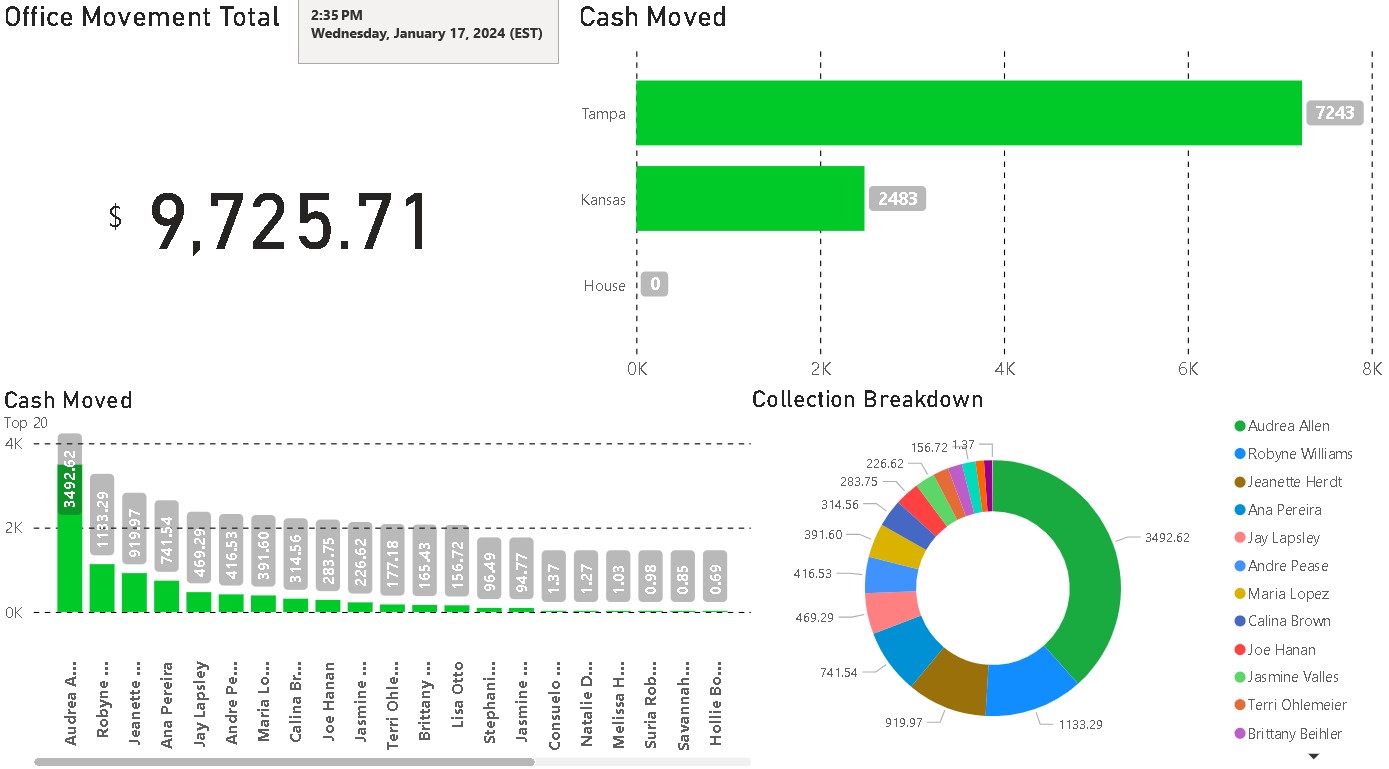 Office Movement Total
2:35 PM
Wednesday, January 17, 2024 (EST)
$ 9,725.71
Cash Moved
Tampa
7243
Kansas
2483
House
0
0K
2K
4K
6K
8K
Cash Moved
Top 20
4K
2K
0K
3492.62
1133.29
919.97
741.54
469.29
416.53
391.60
314.56
283.75
226.62
177.18
165.43
156.72
96.49
94.77
1.37
1.27
1.03
0.98
0.85
0.69
Audrea A...
Robyne ...
Jeanette ...
Ana Pereira
Jay Lapsley
Andre Pe...
Maria Lo...
Calina Br...
Joe Hanan
Jasmine ...
Terri Ohle...
Brittany ...
Lisa Otto
Stephani...
Jasmine ...
Consuelo ...
Natalie D...
Melissa H...
Suria Rob...
Savannah...
Hollie Bo...
Collection Breakdown
3492.62
1133.29
919.97
741.54
469.29
416.53
391.60
314.56
283.75
226.62
156.72
1.37
Audrea Allen
Robyne Williams
Jeanette Herdt
Ana Pereira
Jay Lapsley
Andre Pease
Maria Lopez
Calina Brown
Joe Hanan
Jasmine Valles
Terri Ohlemeier
Brittany Beihler